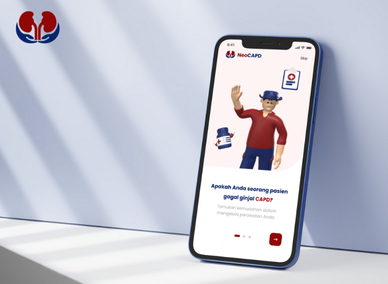 9:41
NeoCAPD
Skip
Apakah Anda seorang pasien
gagal ginjal CAPD?
Temukan kemudahan dalam
mengelola perawatan Anda